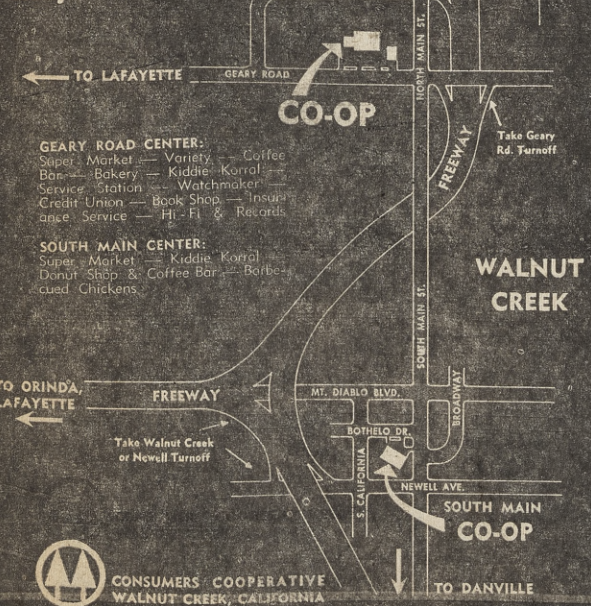 TO LAFAYETTE
GEARY ROAD
NORTH MAIN ST.
CO-OP
FREEWAY
Take Geary
Rd. Turnoff
GEARY ROAD CENTER:
Super Market — Variety — Coffee
Bar — Bakery — Kiddie Korral —
Service Station — Watchmaker —
Credit Union — Book Shop — Insur-
ance Service — Hi-Fi & Records
SOUTH MAIN CENTER:
Super Market — Kiddie Korral
Donut Shop & Coffee Bar — Barbe-
cued Chickens
WALNUT
CREEK
SOUTH MAIN ST.
TO ORINDA,
LAFAYETTE
FREEWAY
MT. DIABLO BLVD.
BROADWAY
BOTHELO DR.
Take Walnut Creek
or Newell Turnoff
S. CALIFORNIA
NEWELL AVE.
SOUTH MAIN
CO-OP
CONSUMERS COOPERATIVE
WALNUT CREEK, CALIFORNIA
TO DANVILLE